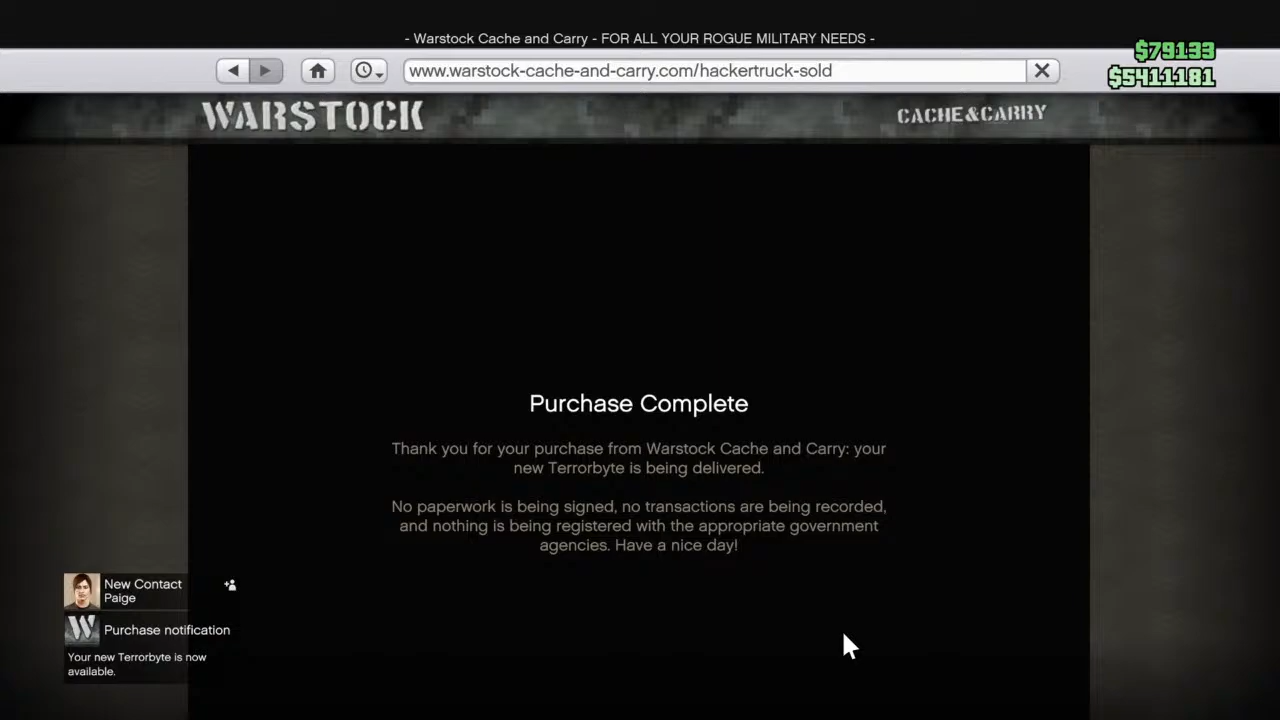 - Warstock Cache and Carry - FOR ALL YOUR ROGUE MILITARY NEEDS -
$79133
www.warstock-cache-and-carry.com/hackertruck-sold
$5411181
WARSTOCK
CACHE&CARRY
Purchase Complete
Thank you for your purchase from Warstock Cache and Carry: your
new Terrorbyte is being delivered.
No paperwork is being signed, no transactions are being recorded,
and nothing is being registered with the appropriate government
agencies. Have a nice day!
New Contact
Paige
W
Purchase notification
Your new Terrorbyte is now
available.